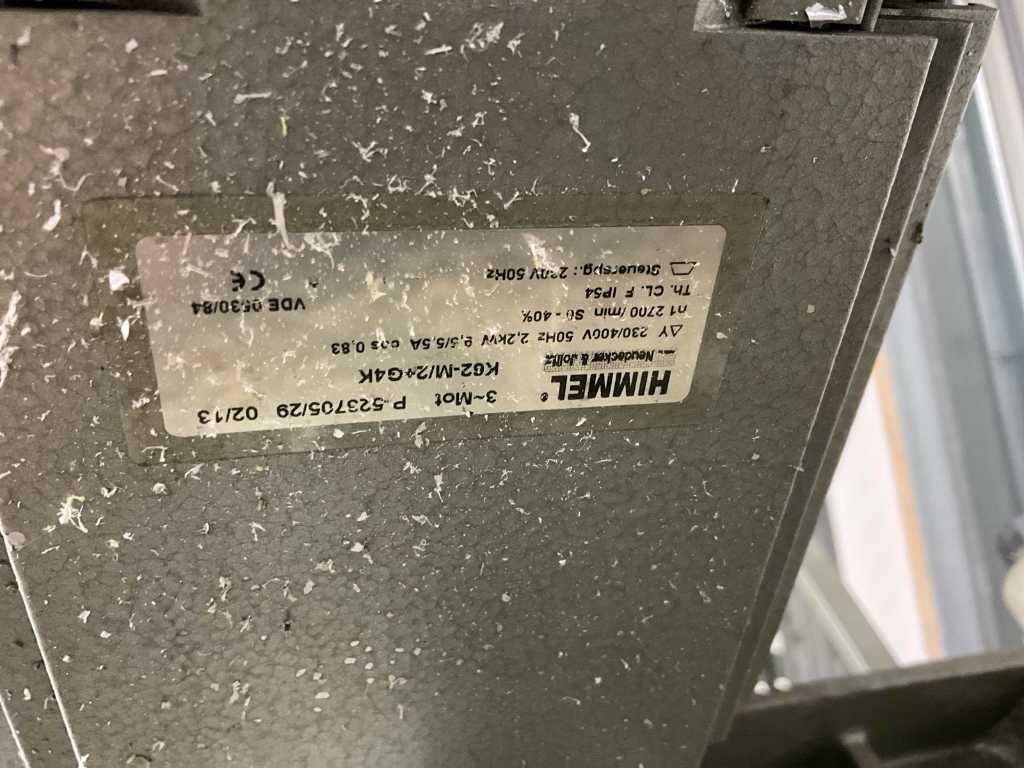 HIMMEL®
Neudecker & Jolitz
3~Mot P-523705/29 02/13
KG2-M/2+G4K
△Y 230/400V 50Hz 2,2kW 9,5/5,5A cos 0,83
n1 2700/min. S6 - 40%
Th. CL. F IP54 VDE 0530/84
Steuerspg.: 230V 50Hz CE